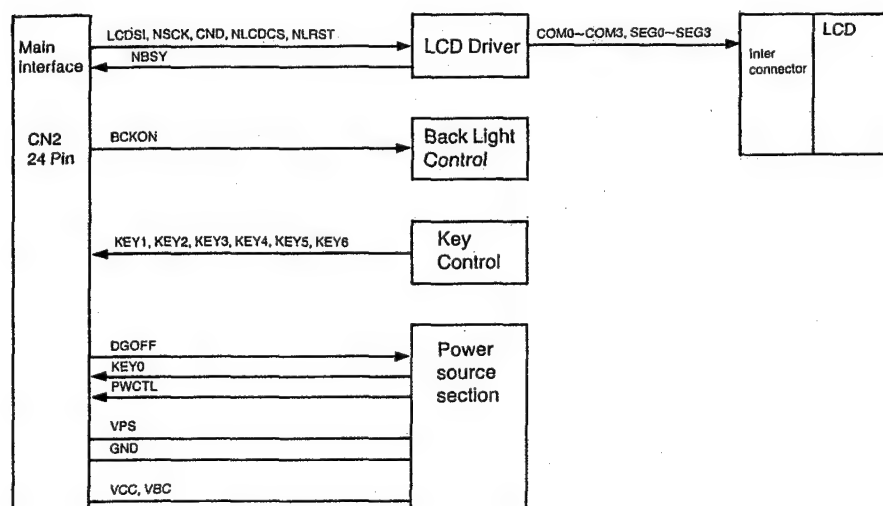 Main
interface
CN2
24 Pin
LCDSI, NSCK, CND, NLCDCS, NLRST
NBSY
LCD Driver
COM0~COM3, SEG0~SEG3
Inter
connector
LCD
BCKON
Back Light
Control
KEY1, KEY2, KEY3, KEY4, KEY5, KEY6
Key
Control
DGOFF
KEY0
PWCTL
VPS
GND
VCC, VBC
Power
source
section